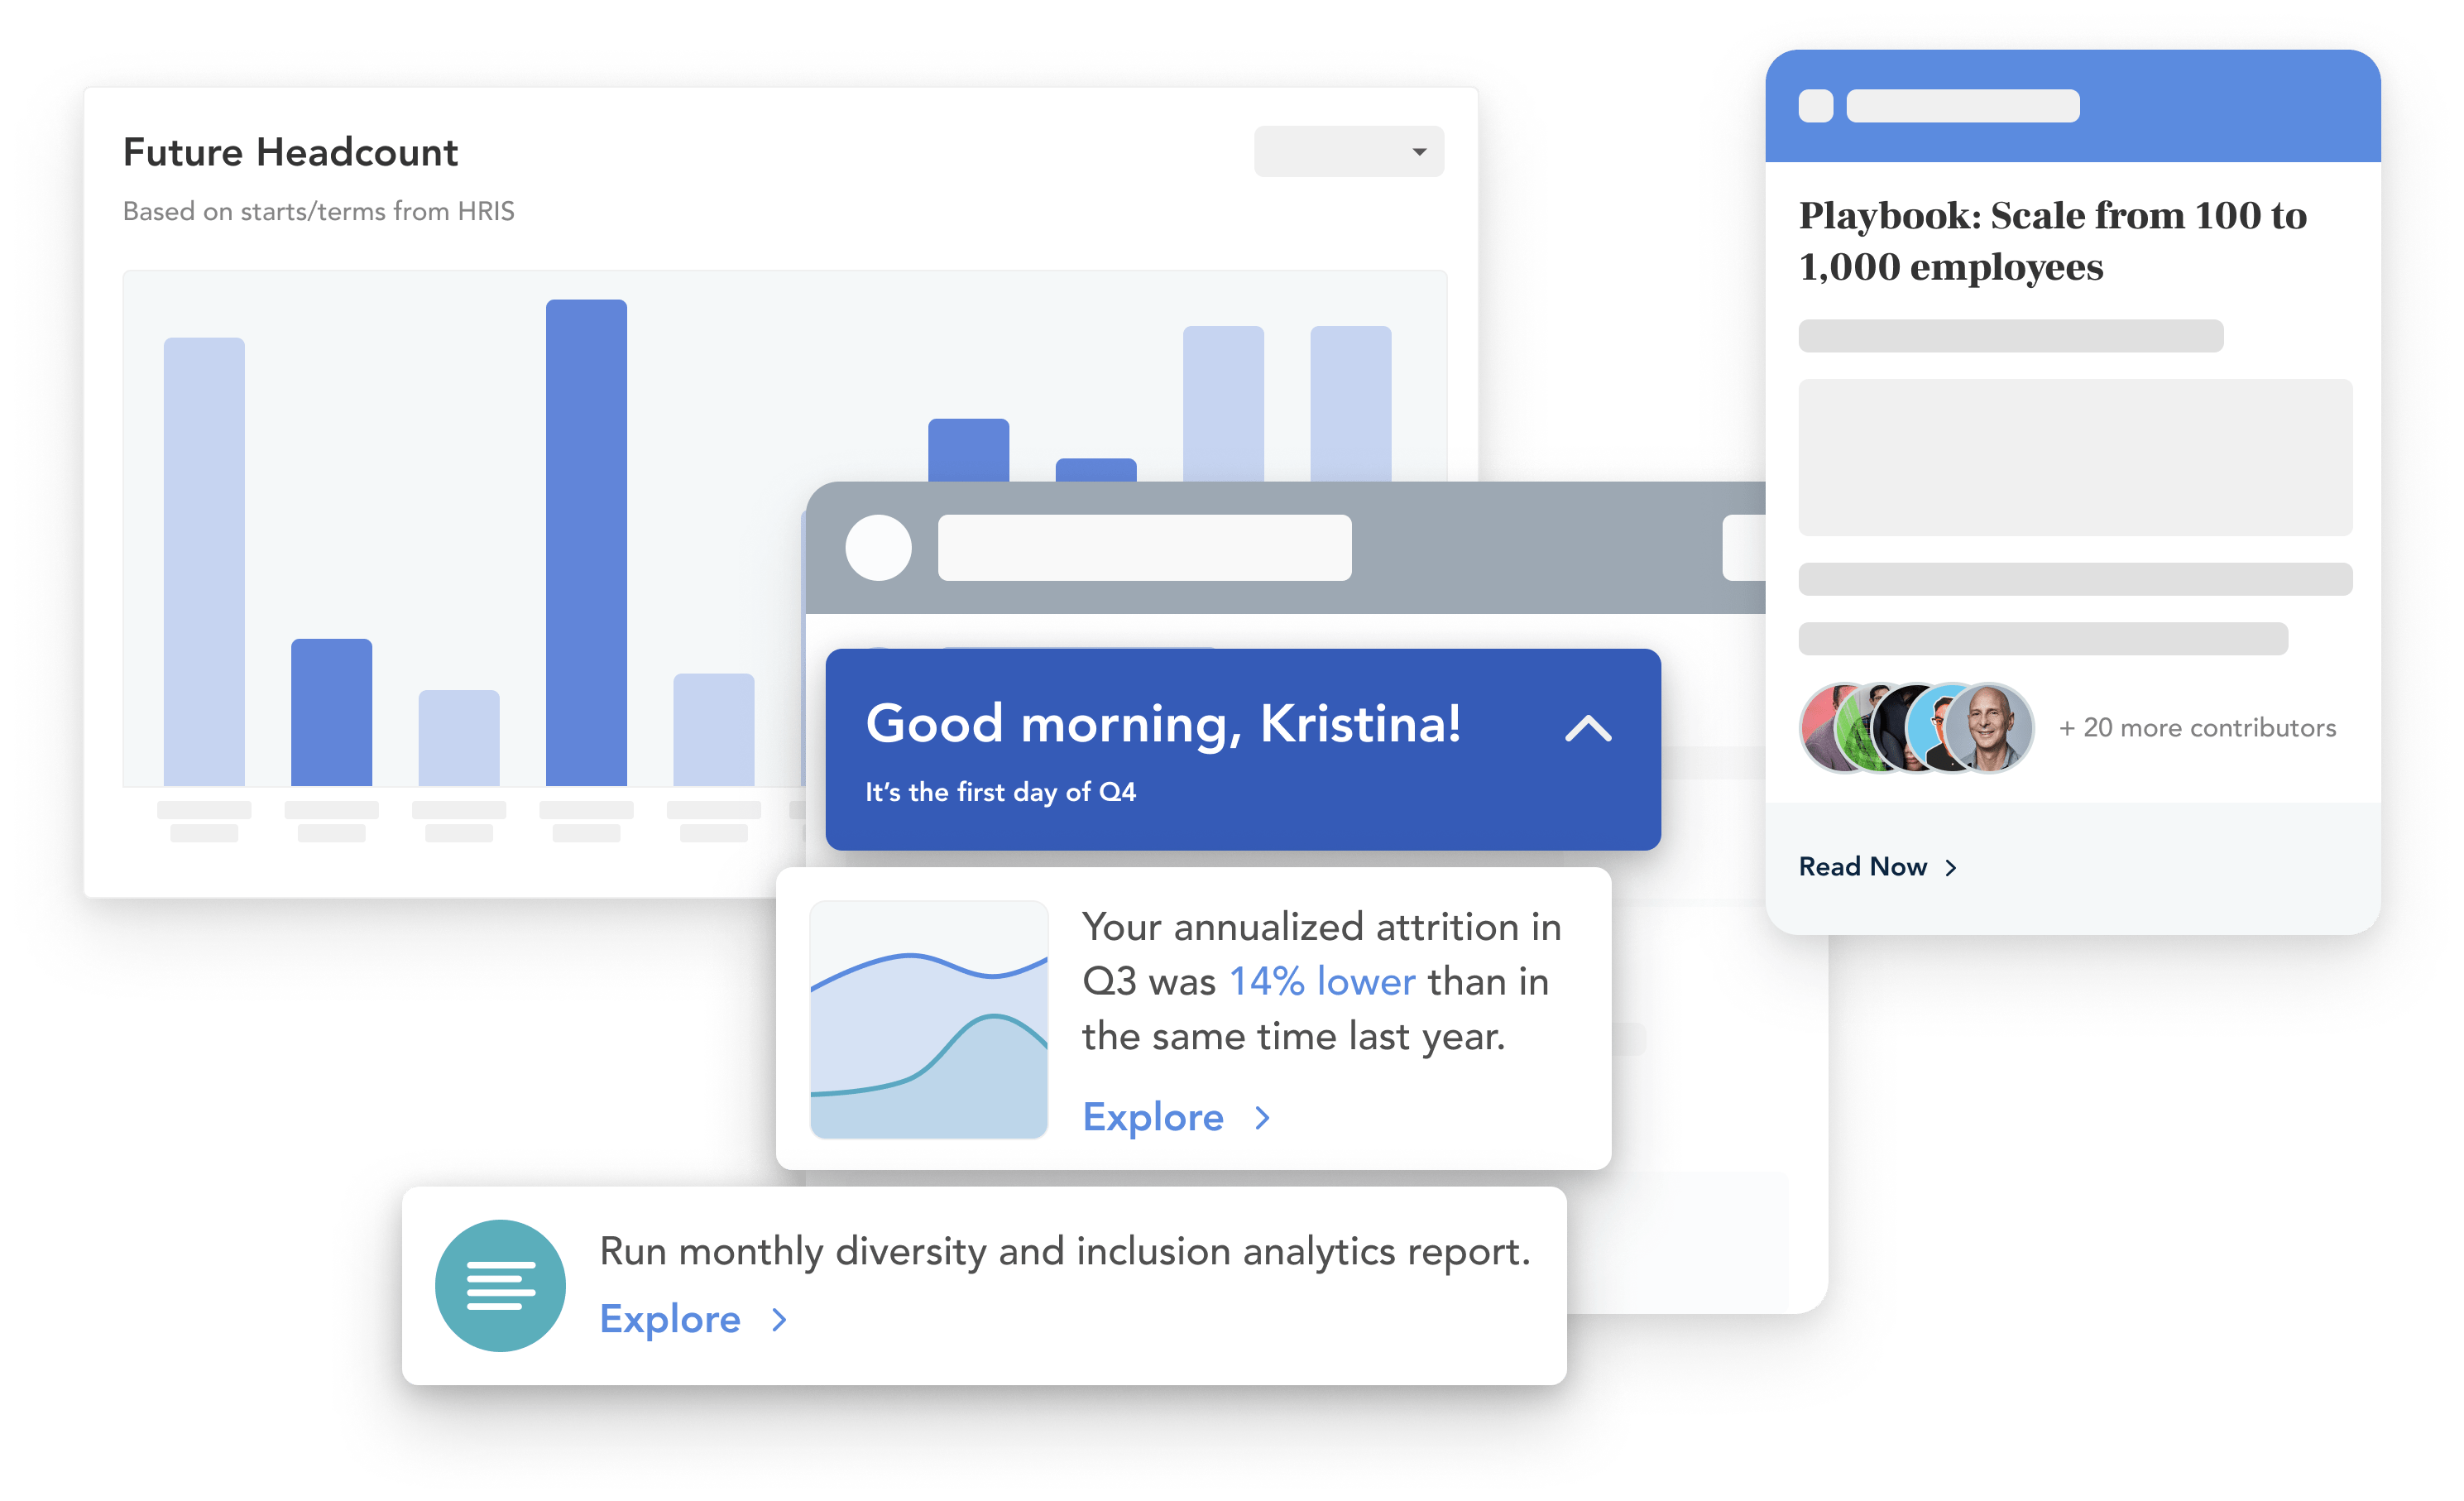 Future Headcount
Based on starts/terms from HRIS
Playbook: Scale from 100 to
1,000 employees
+ 20 more contributors
Read Now
Good morning, Kristina!
It’s the first day of Q4
Your annualized attrition in
Q3 was 14% lower than in
the same time last year.
Explore
Run monthly diversity and inclusion analytics report.
Explore